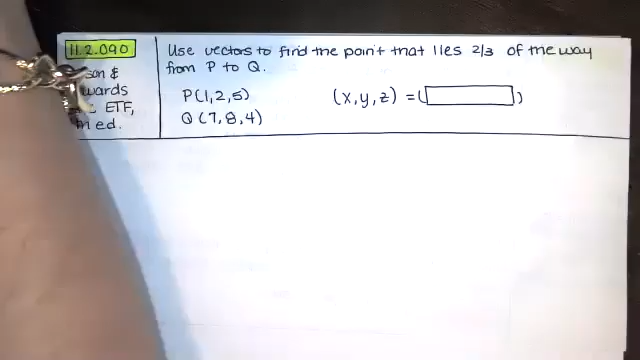 11.2.090
Use vectors to find the point that lies 2/3 of the way
from P to Q.
&
ETF,
ed.
P(1,2,5)
(x,y,z) = ( )
Q(7,8,4)